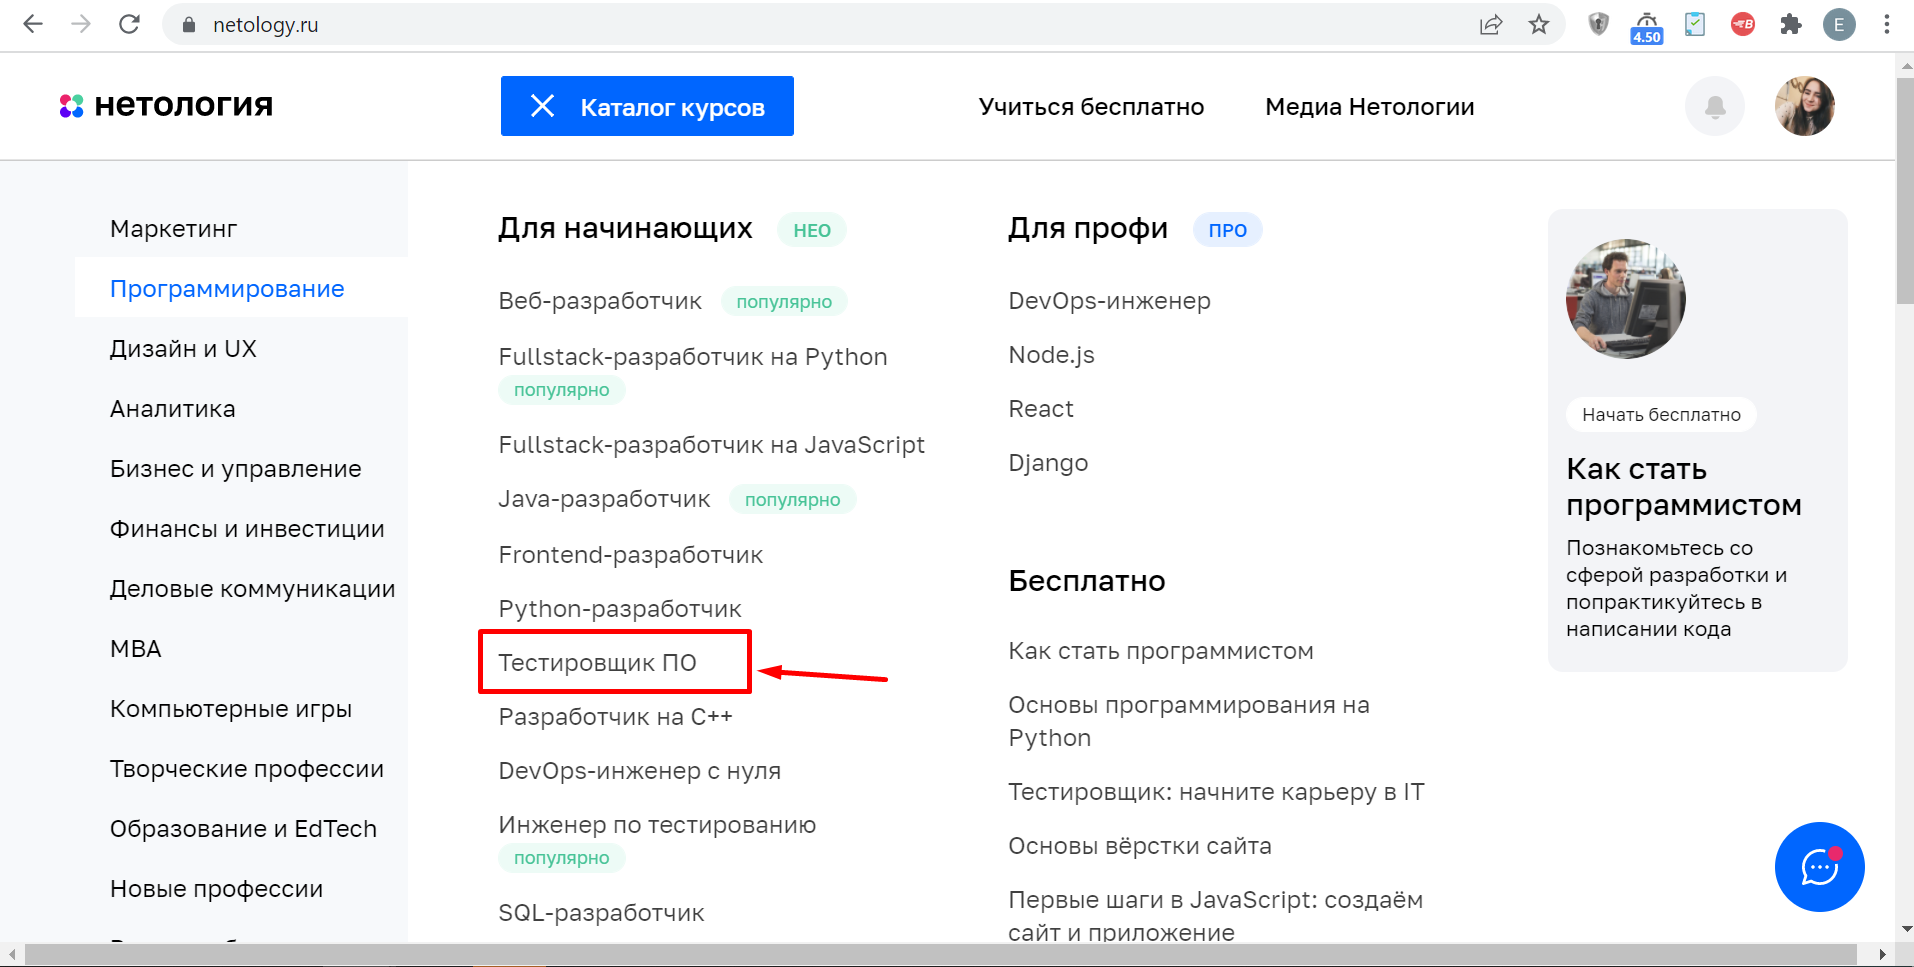 netology.ru
4.50
B
E
нетология
Каталог курсов
Учиться бесплатно
Медиа Нетологии
Маркетинг
Программирование
Дизайн и UX
Аналитика
Бизнес и управление
Финансы и инвестиции
Деловые коммуникации
MBA
Компьютерные игры
Творческие профессии
Образование и EdTech
Новые профессии
Для начинающих НЕО
Веб-разработчик популярно
Fullstack-разработчик на Python
популярно
Fullstack-разработчик на JavaScript
Java-разработчик популярно
Frontend-разработчик
Python-разработчик
Тестировщик ПО
Разработчик на C++
DevOps-инженер с нуля
Инженер по тестированию
популярно
SQL-разработчик
Для профи ПРО
DevOps-инженер
Node.js
React
Django
Бесплатно
Как стать программистом
Основы программирования на
Python
Тестировщик: начните карьеру в IT
Основы вёрстки сайта
Первые шаги в JavaScript: создаём
сайт и приложение
Начать бесплатно
Как стать
программистом
Познакомьтесь со
сферой разработки и
попрактикуйтесь в
написании кода